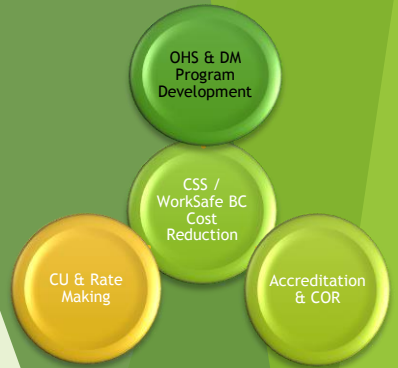 OHS & DM
Program
Development
CSS /
WorkSafe BC
Cost
Reduction
CU & Rate
Making
Accreditation
& COR